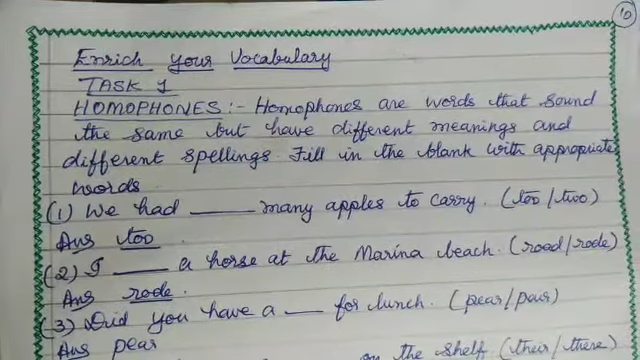 10
Enrich your Vocabulary
TASK 1
HOMOPHONES :- Homophones are words that sound
the same but have different meanings and
different spellings. Fill in the blank with appropriate
words
(1) We had ____ many apples to carry. (too/two)
Ans too
(2) I ____ a horse at the Marina beach. (road/rode)
Ans rode.
(3) Did you have a ___ for lunch. (pear/pair)
Ans pear
on the shelf (their/there)